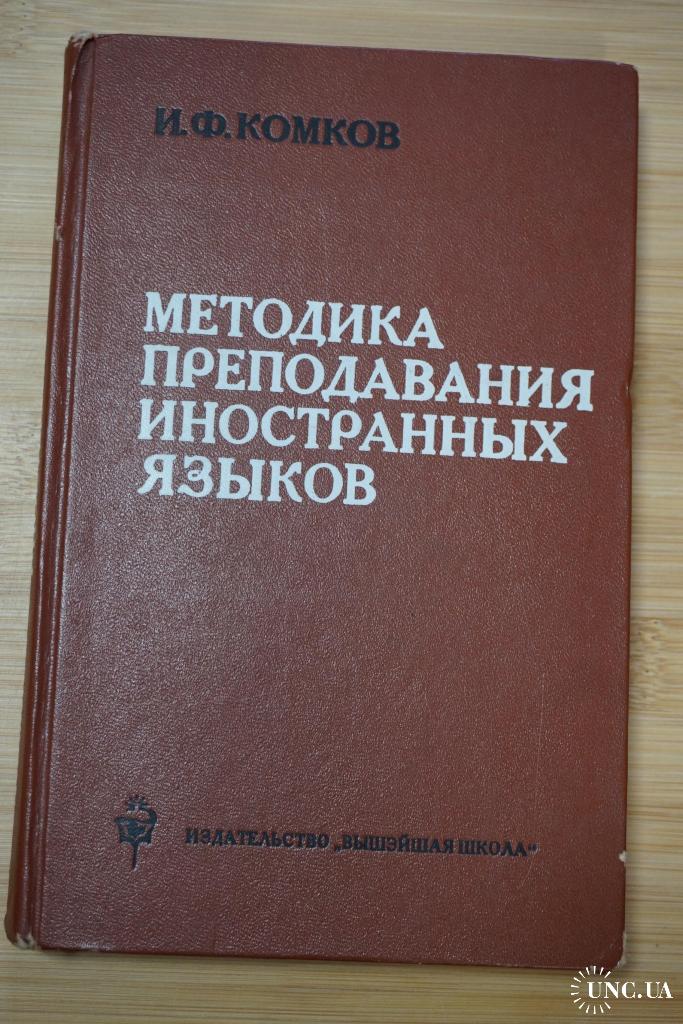 И.Ф.КОМКОВ
МЕТОДИКА
ПРЕПОДАВАНИЯ
ИНОСТРАННЫХ
ЯЗЫКОВ
ИЗДАТЕЛЬСТВО „ВЫШЭЙШАЯ ШКОЛА“
UNC.UA